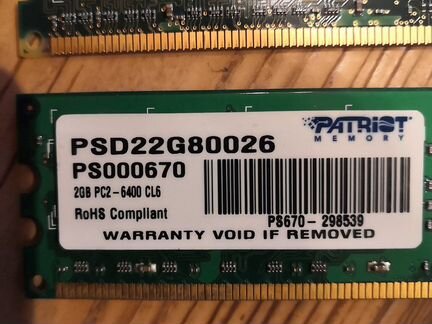 PSD22G80026
PATRIOT
MEMORY
PS000670
2GB PC2-6400 CL6
RoHS Compliant
PS670-298539
WARRANTY VOID IF REMOVED